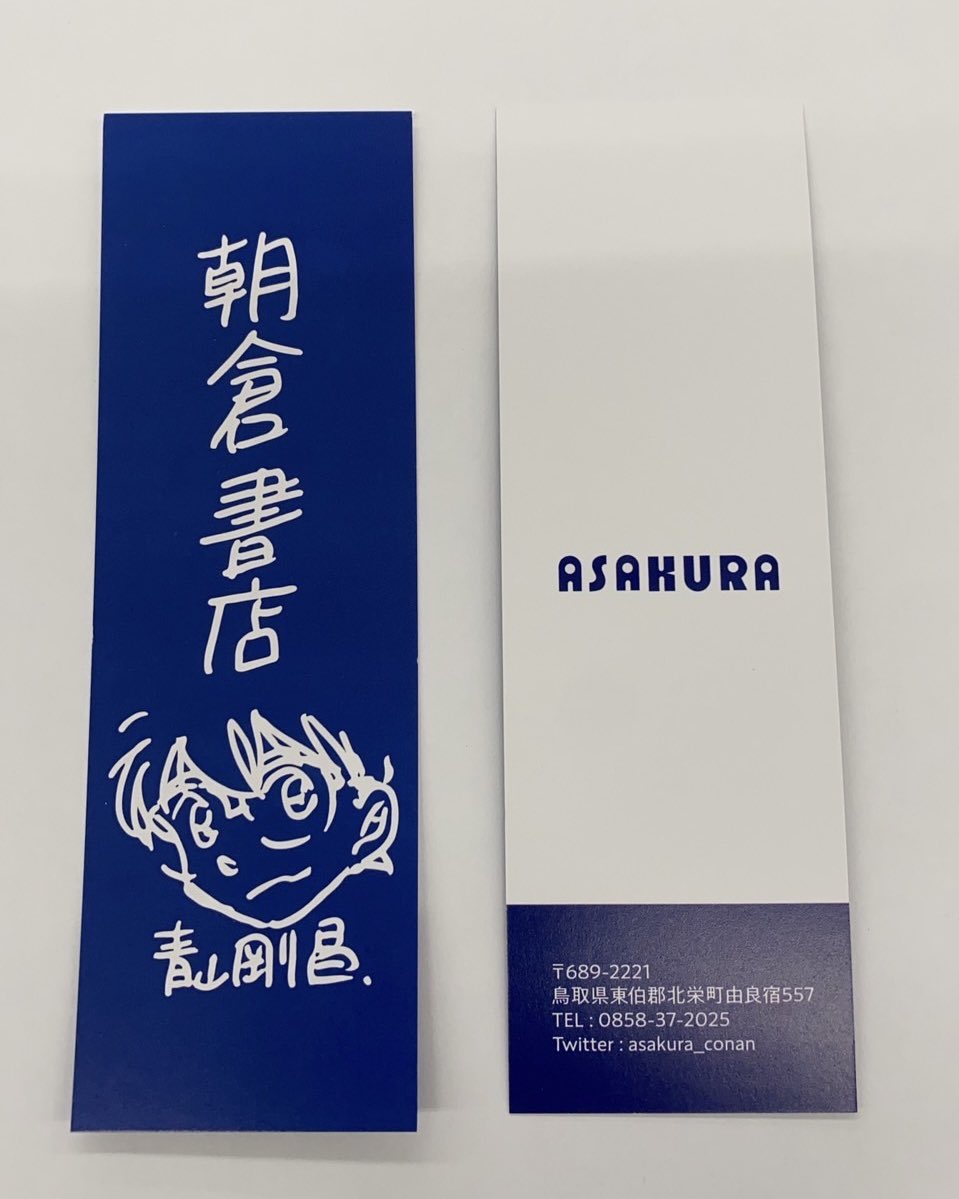 朝倉書店
青山剛昌.
ASAKURA
〒689-2221
鳥取県東伯郡北栄町由良宿557
TEL : 0858-37-2025
Twitter : asakura_conan